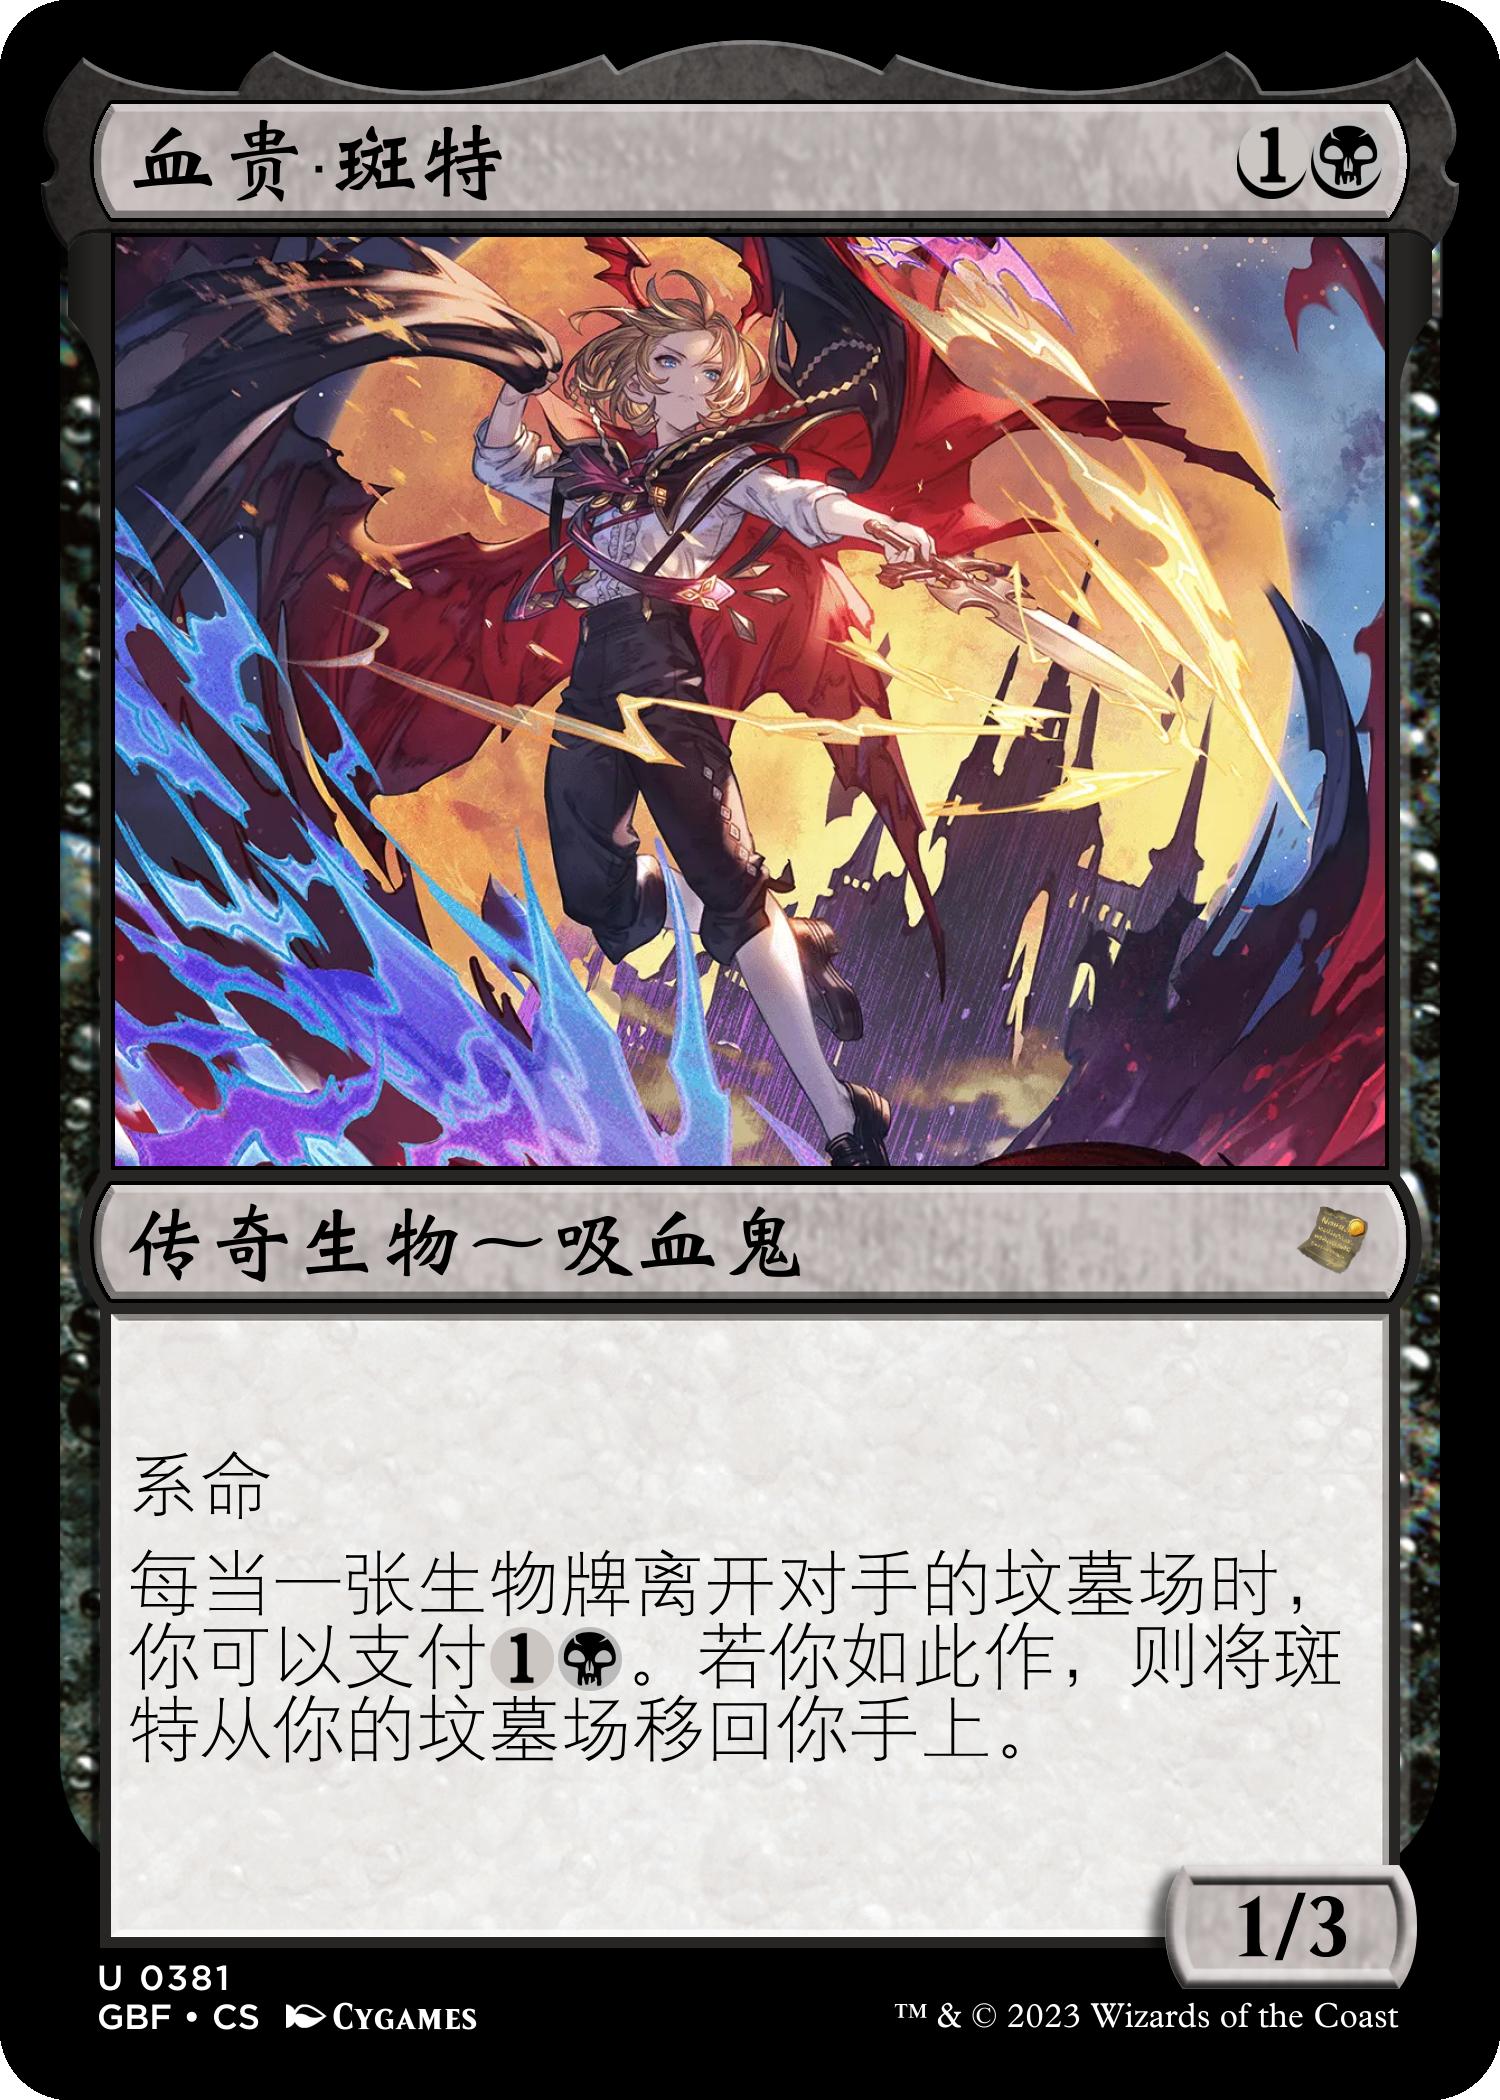 血贵·斑特 1
传奇生物～吸血鬼
系命
每当一张生物牌离开对手的坟墓场时，
你可以支付1。若你如此作，则将斑
特从你的坟墓场移回你手上。
1/3
U 0381
GBF • CS CYGAMES
™ & © 2023 Wizards of the Coast